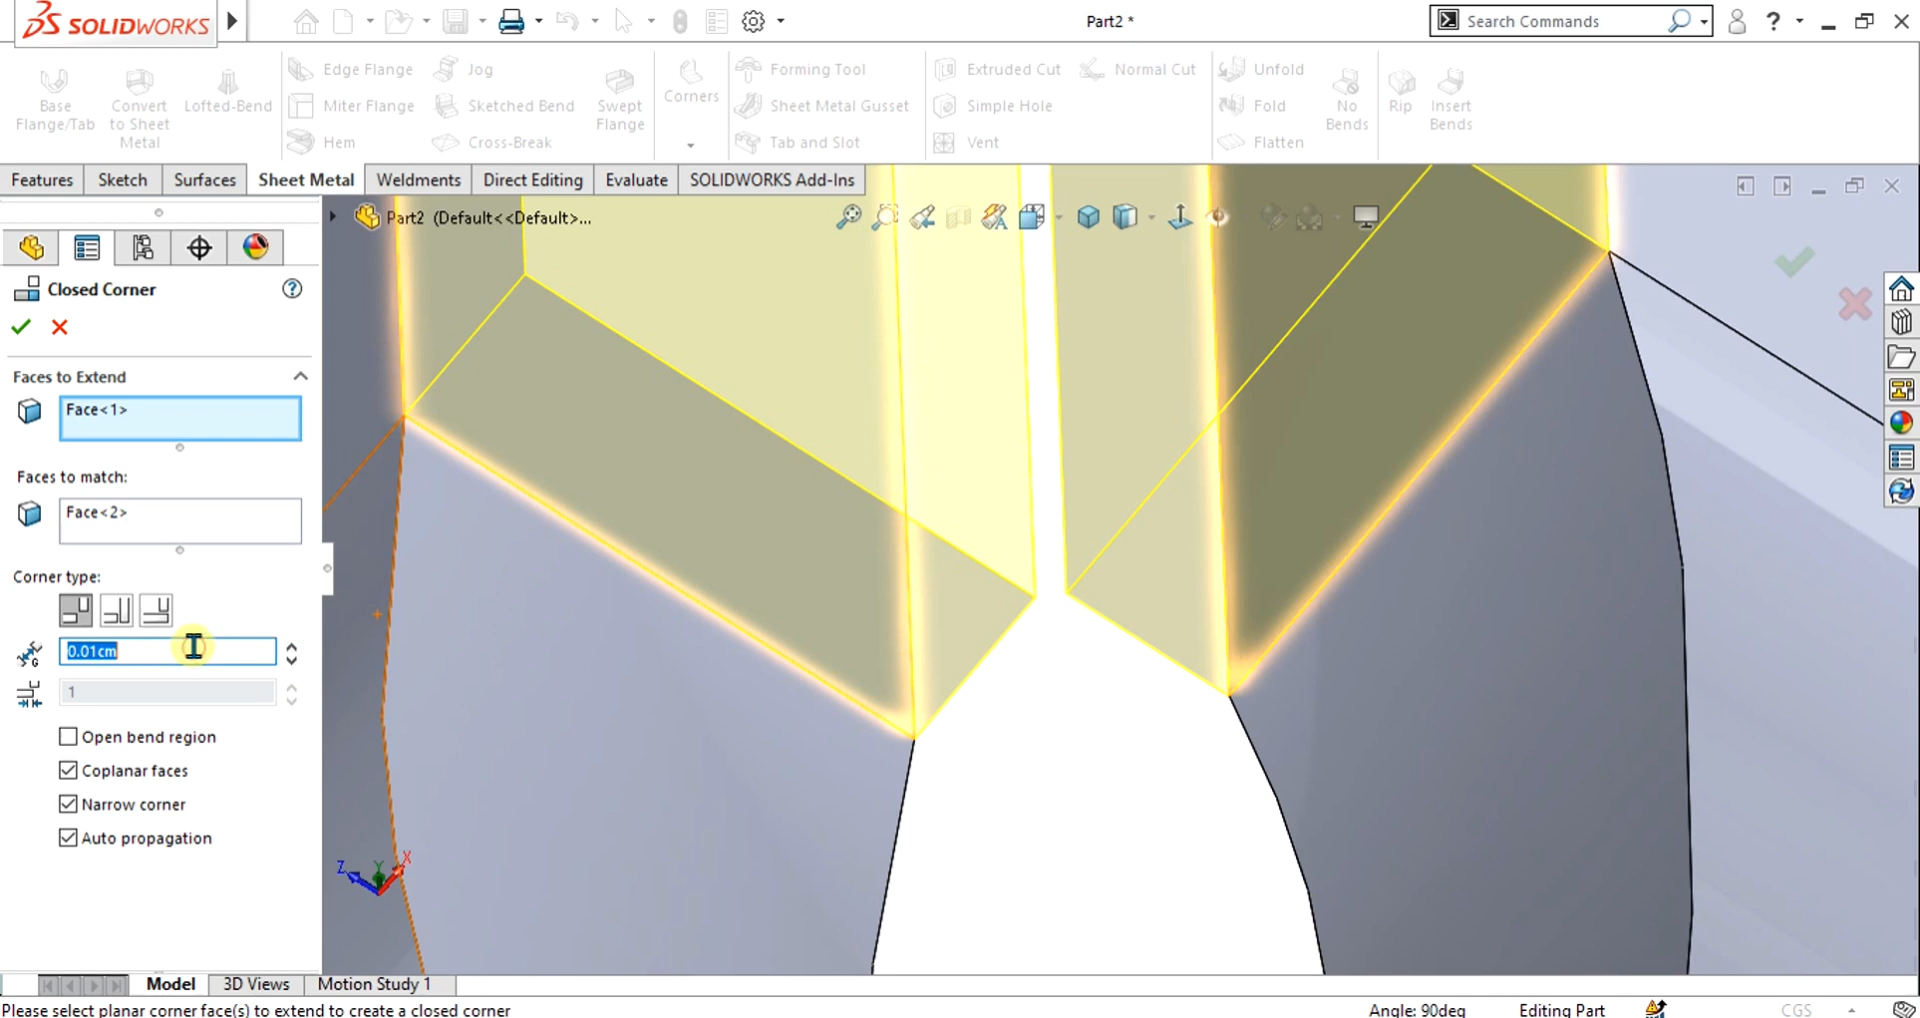 SOLIDWORKS
Part2 *
Search Commands
?
Base Flange/Tab
Convert to Sheet Metal
Lofted-Bend
Edge Flange
Miter Flange
Hem
Jog
Sketched Bend
Cross-Break
Swept Flange
Corners
Forming Tool
Sheet Metal Gusset
Tab and Slot
Extruded Cut
Simple Hole
Vent
Normal Cut
Unfold
Fold
Flatten
No Bends
Rip
Insert Bends
Features
Sketch
Surfaces
Sheet Metal
Weldments
Direct Editing
Evaluate
SOLIDWORKS Add-Ins
Part2 (Default<<Default>...
Closed Corner
?
Faces to Extend
Face<1>
Faces to match:
Face<2>
Corner type:
0.01cm
1
Open bend region
Coplanar faces
Narrow corner
Auto propagation
Z
Y
X
Model
3D Views
Motion Study 1
Please select planar corner face(s) to extend to create a closed corner
Angle: 90deg
Editing Part
CGS